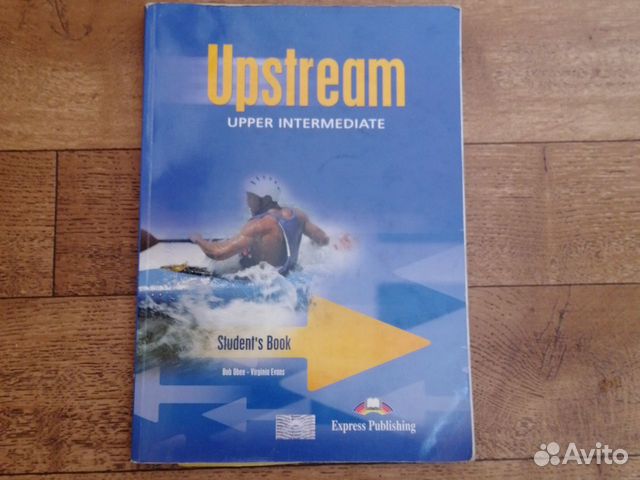 Upstream
UPPER INTERMEDIATE
Student's Book
Bob Obee - Virginia Evans
Express Publishing
Avito